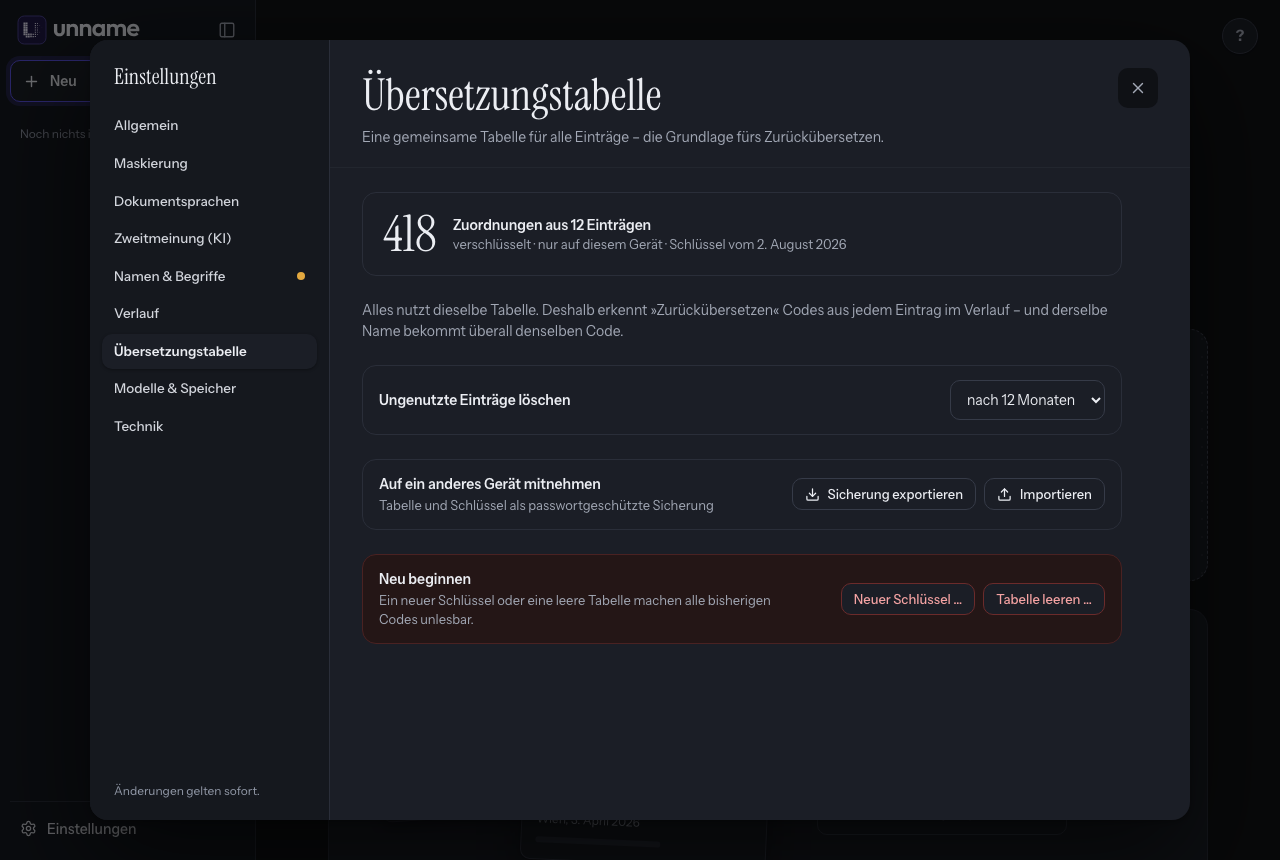 unname
?
Neu
Noch nichts
Einstellungen
Allgemein
Maskierung
Dokumentsprachen
Zweitmeinung (KI)
Namen & Begriffe
Verlauf
Übersetzungstabelle
Modelle & Speicher
Technik
Änderungen gelten sofort.
Einstellungen
Übersetzungstabelle
Eine gemeinsame Tabelle für alle Einträge – die Grundlage fürs Zurückübersetzen.
418
Zuordnungen aus 12 Einträgen
verschlüsselt · nur auf diesem Gerät · Schlüssel vom 2. August 2026
Alles nutzt dieselbe Tabelle. Deshalb erkennt »Zurückübersetzen« Codes aus jedem Eintrag im Verlauf – und derselbe
Name bekommt überall denselben Code.
Ungenutzte Einträge löschen
nach 12 Monaten
Auf ein anderes Gerät mitnehmen
Tabelle und Schlüssel als passwortgeschützte Sicherung
Sicherung exportieren
Importieren
Neu beginnen
Ein neuer Schlüssel oder eine leere Tabelle machen alle bisherigen
Codes unlesbar.
Neuer Schlüssel ...
Tabelle leeren ...
April 2026